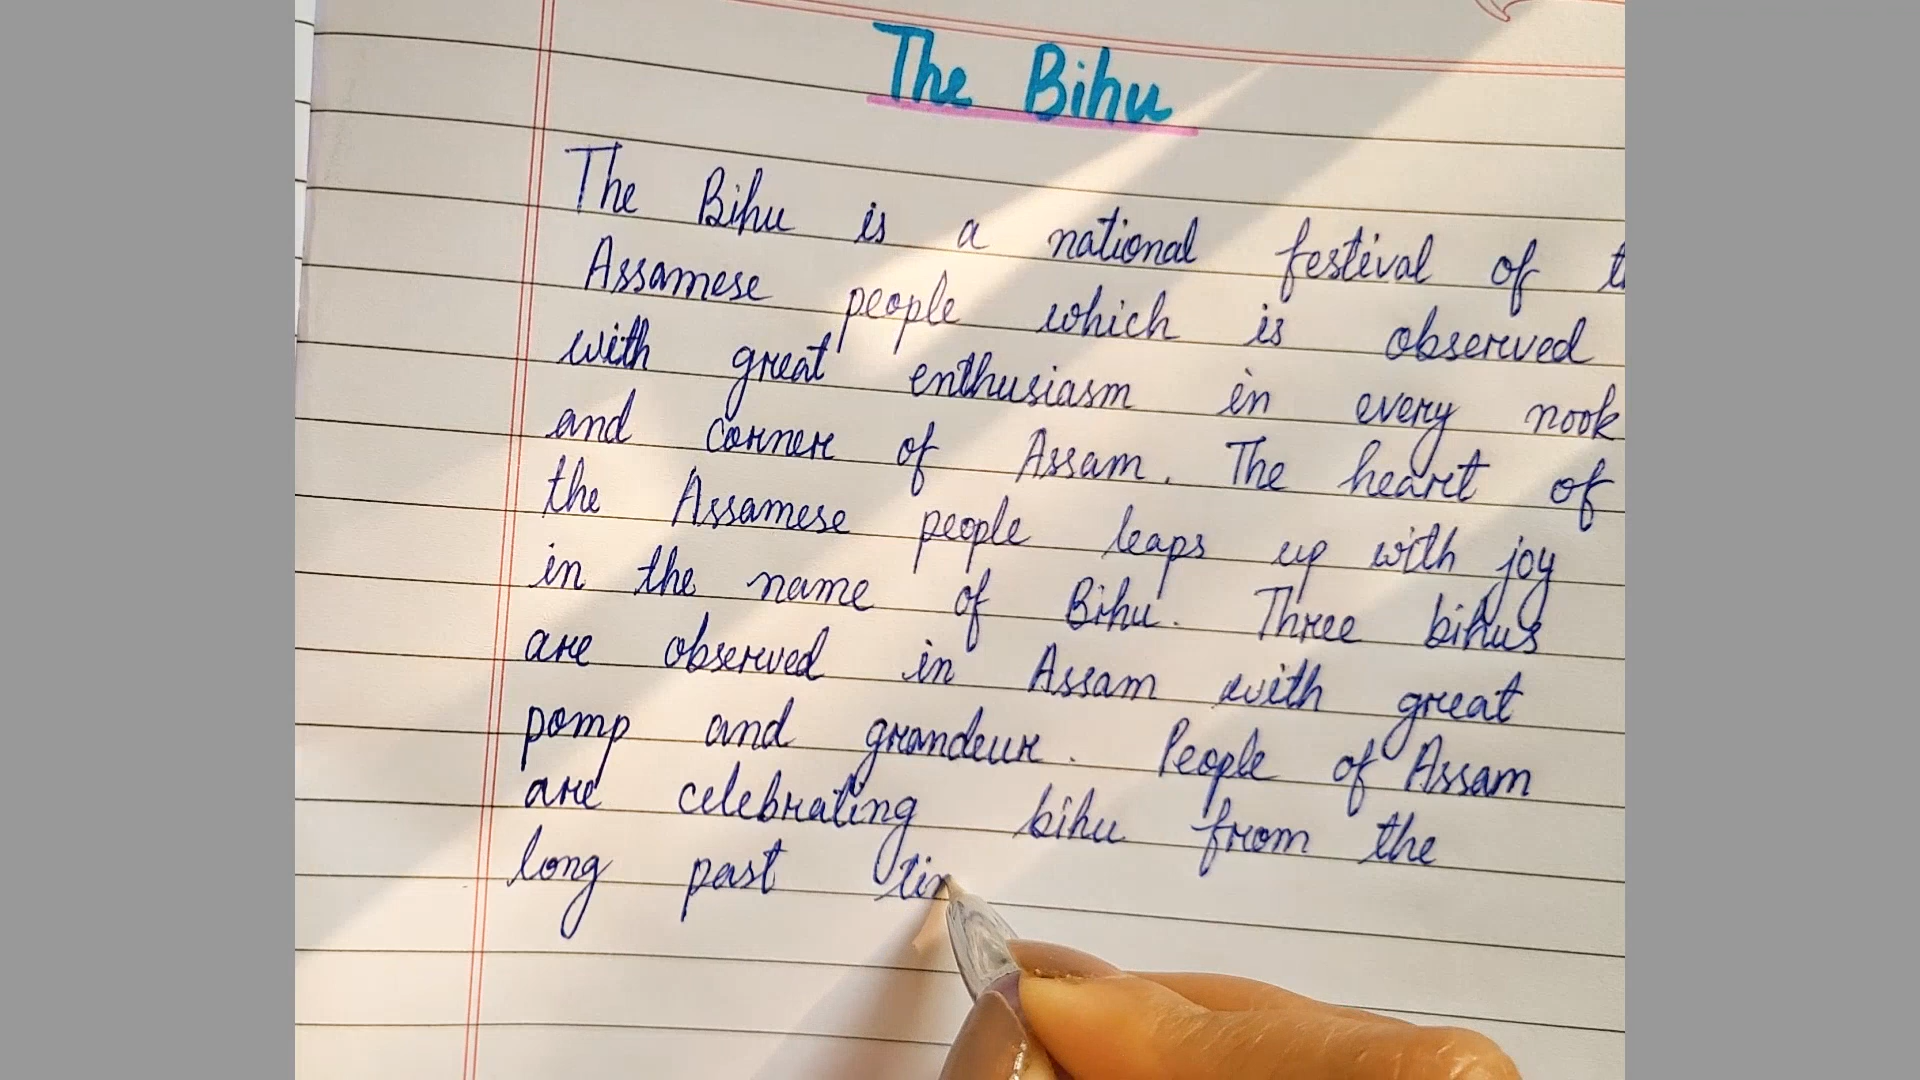 The Bihu
The Bihu is a national festival of
Assamese people which is observed
with great enthusiasm in every nook
and corner of Assam. The heart of
the Assamese people leaps up with joy
in the name of Bihu. Three bihus
are observed in Assam with great
pomp and grandeur. People of Assam
are celebrating bihu from the
long past